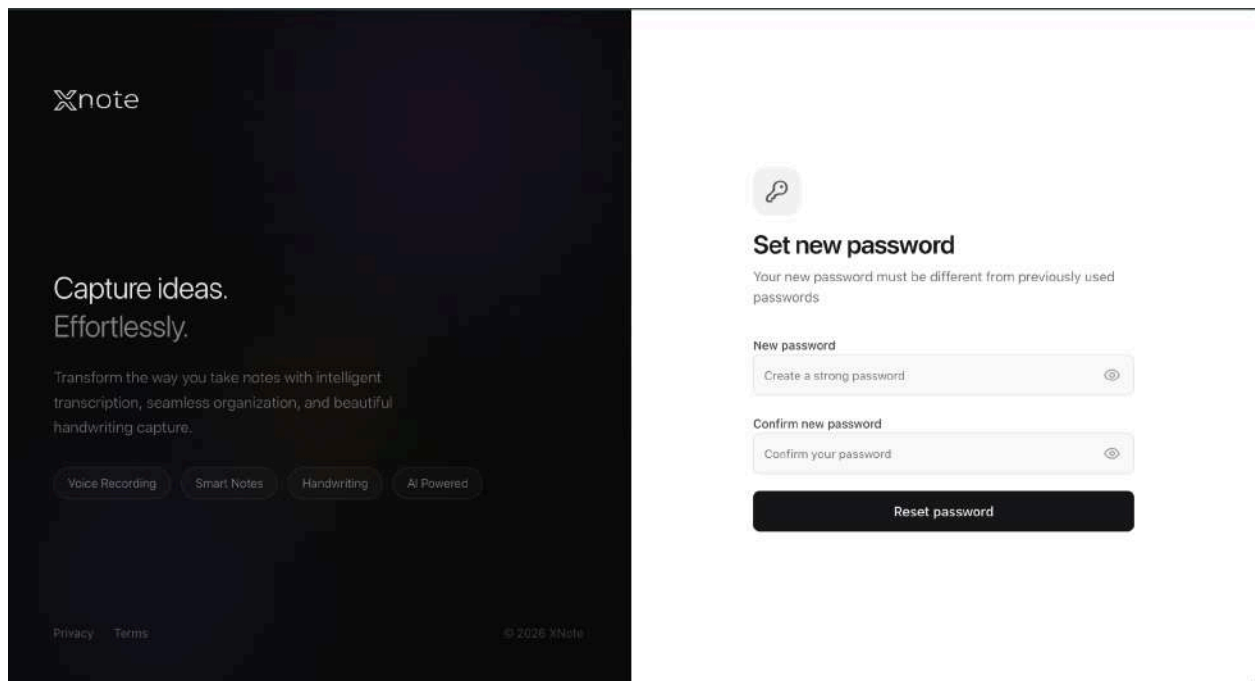 Xnote
Capture ideas.
Effortlessly.
Transform the way you take notes with intelligent
transcription, seamless organization, and beautiful
handwriting capture.
Voice Recording
Smart Notes
Handwriting
AI Powered
Privacy
Terms
© 2026 XNote
Set new password
Your new password must be different from previously used
passwords
New password
Create a strong password
Confirm new password
Confirm your password
Reset password